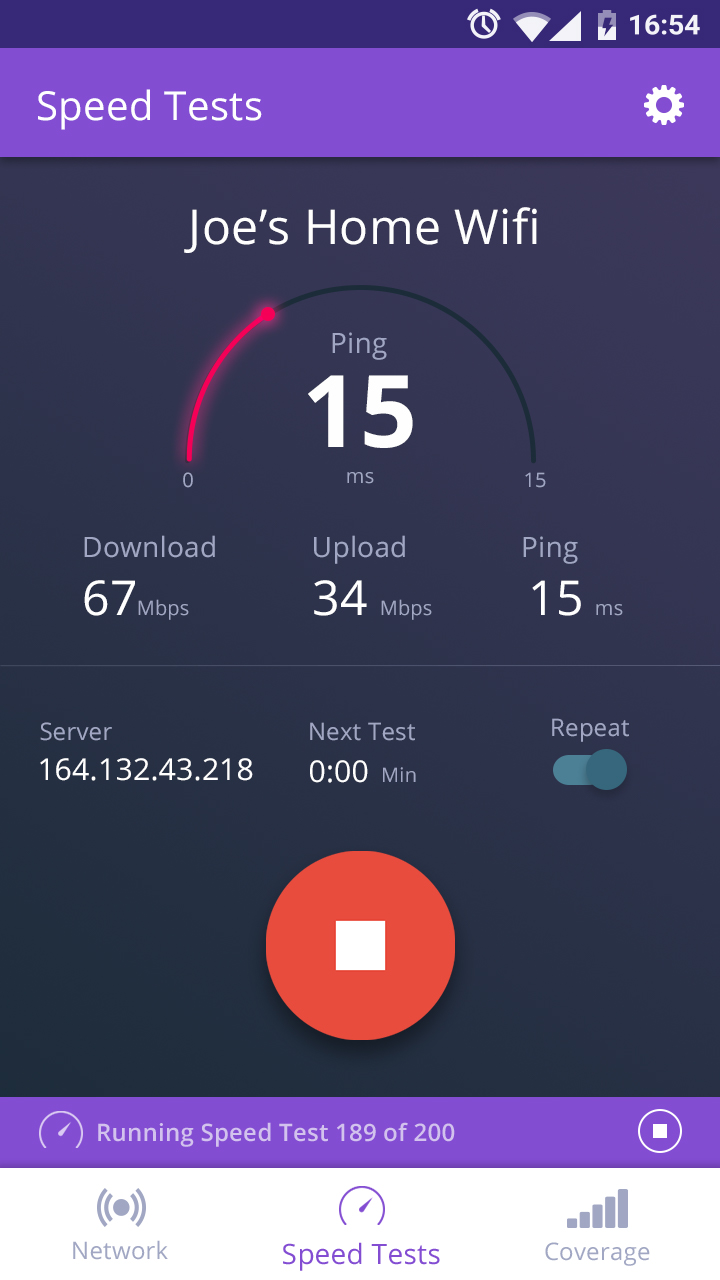 16:54
Speed Tests
Joe’s Home Wifi
Ping
15
0 ms 15
Download Upload Ping
67 Mbps 34 Mbps 15 ms
Server Next Test Repeat
164.132.43.218 0:00 Min
Running Speed Test 189 of 200
Network Speed Tests Coverage